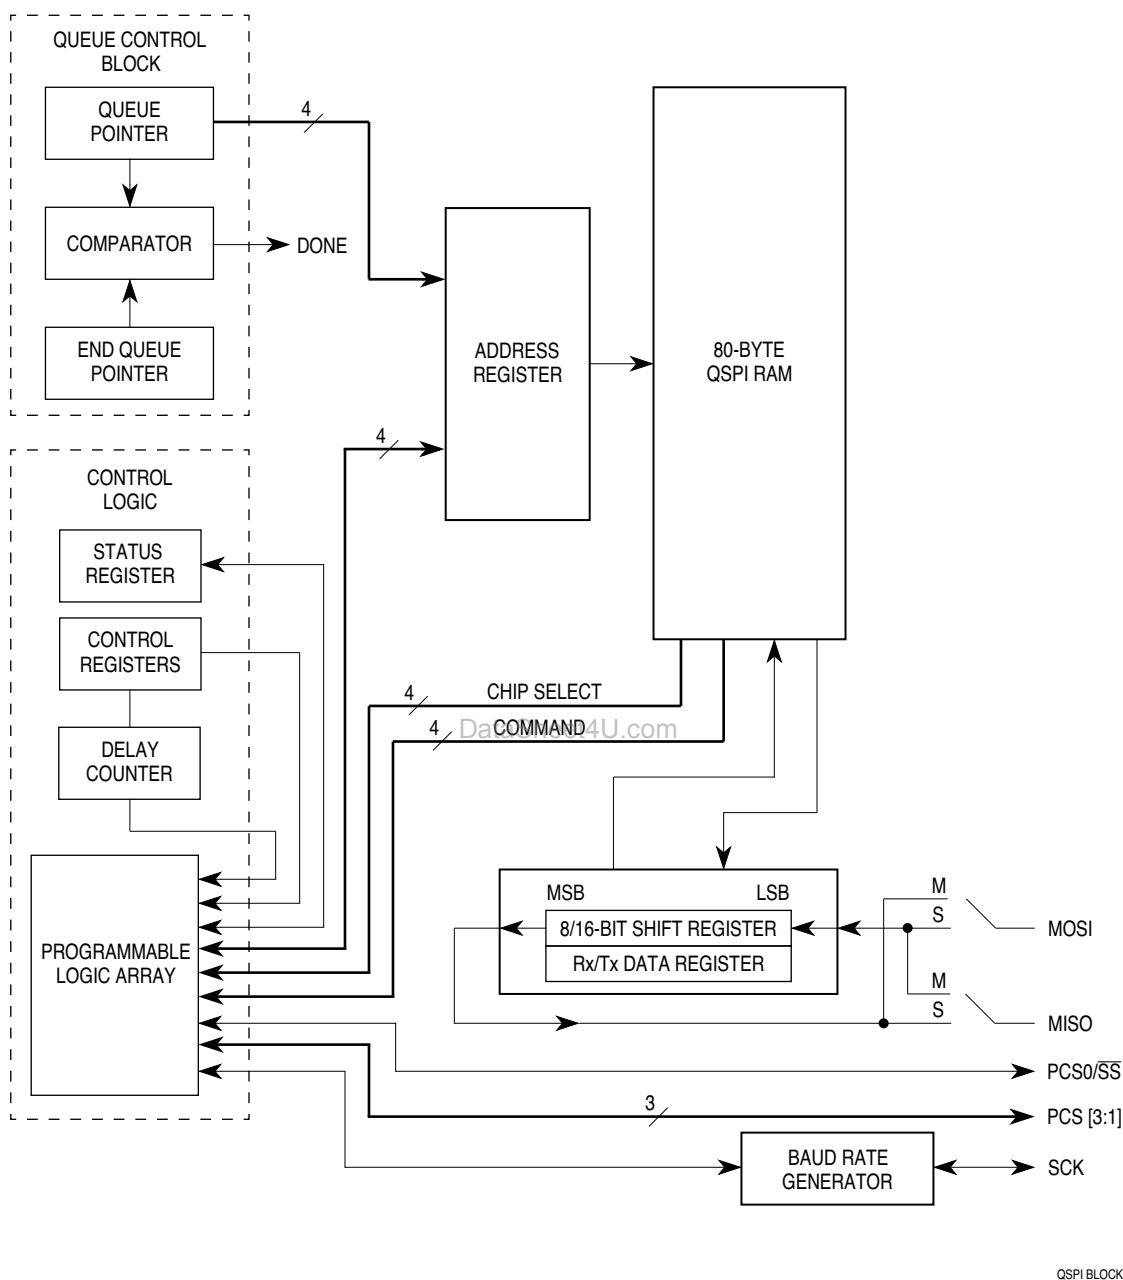 QUEUE CONTROL
BLOCK
QUEUE
POINTER
4
COMPARATOR
DONE
END QUEUE
POINTER
ADDRESS
REGISTER
80-BYTE
QSPI RAM
4
CONTROL
LOGIC
STATUS
REGISTER
CONTROL
REGISTERS
DELAY
COUNTER
4
CHIP SELECT
4
COMMAND
DataSheet4U.com
PROGRAMMABLE
LOGIC ARRAY
MSB
LSB
8/16-BIT SHIFT REGISTER
Rx/Tx DATA REGISTER
M
S
MOSI
M
S
MISO
PCS0/SS
3
PCS [3:1]
BAUD RATE
GENERATOR
SCK
QSPI BLOCK